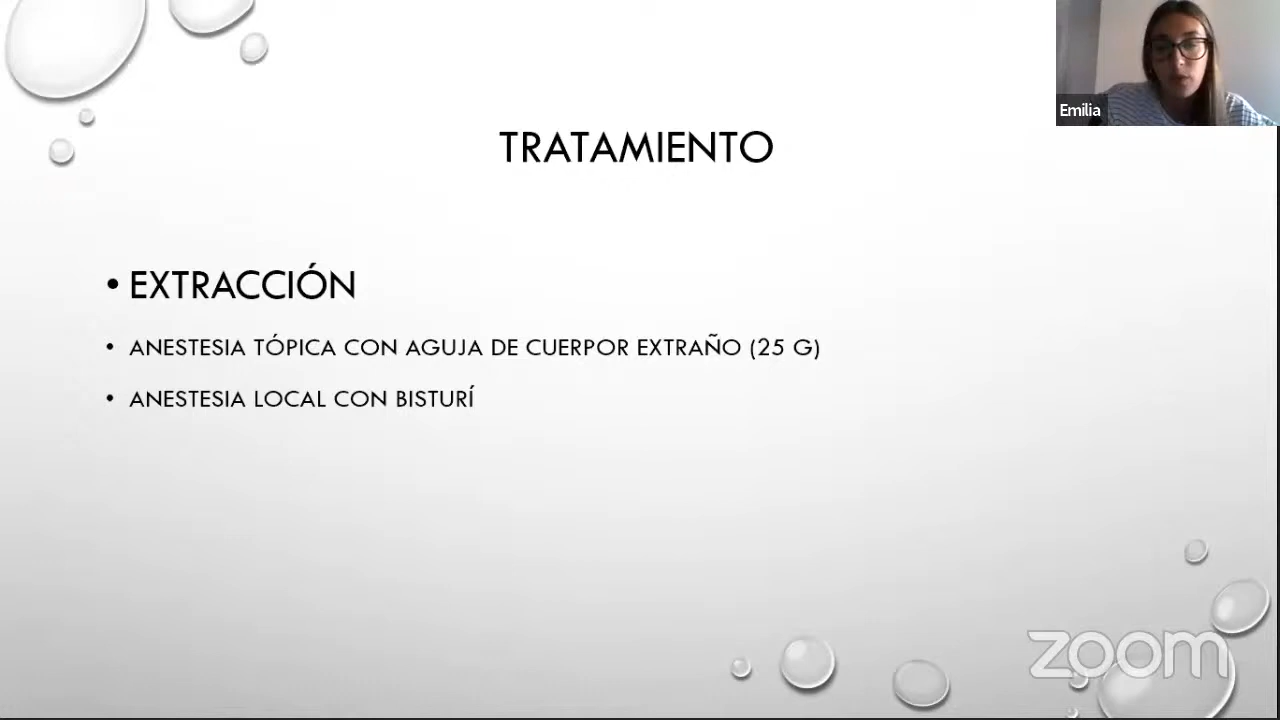 Emilia
TRATAMIENTO
• EXTRACCIÓN
• ANESTESIA TÓPICA CON AGUJA DE CUERPOR EXTRAÑO (25 G)
• ANESTESIA LOCAL CON BISTURÍ
zoom